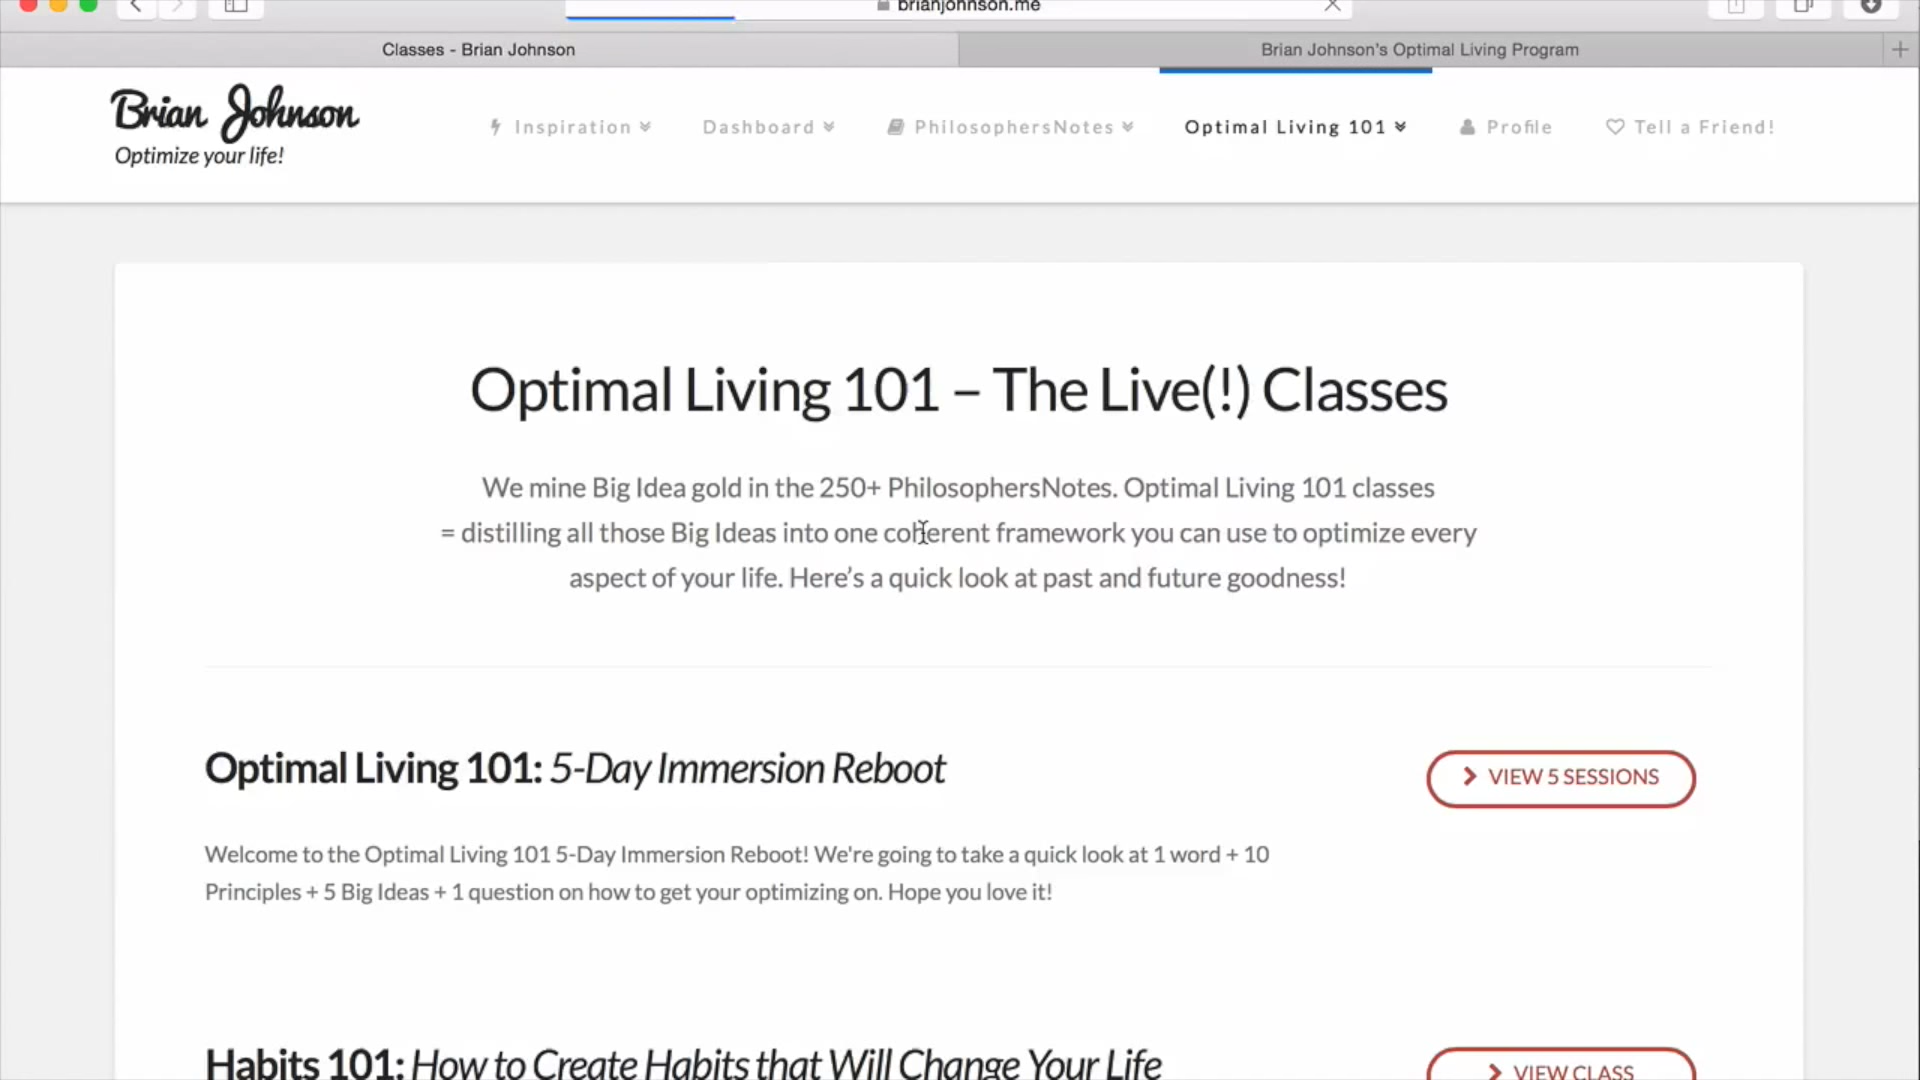 brianjohnson.me
Classes - Brian Johnson
Brian Johnson's Optimal Living Program
Brian Johnson
Optimize your life!
Inspiration
Dashboard
PhilosophersNotes
Optimal Living 101
Profile
Tell a Friend!
Optimal Living 101 – The Live(!) Classes
We mine Big Idea gold in the 250+ PhilosophersNotes. Optimal Living 101 classes
= distilling all those Big Ideas into one coherent framework you can use to optimize every
aspect of your life. Here’s a quick look at past and future goodness!
Optimal Living 101: 5-Day Immersion Reboot
VIEW 5 SESSIONS
Welcome to the Optimal Living 101 5-Day Immersion Reboot! We're going to take a quick look at 1 word + 10
Principles + 5 Big Ideas + 1 question on how to get your optimizing on. Hope you love it!
Habits 101: How to Create Habits that Will Change Your Life
VIEW CLASS